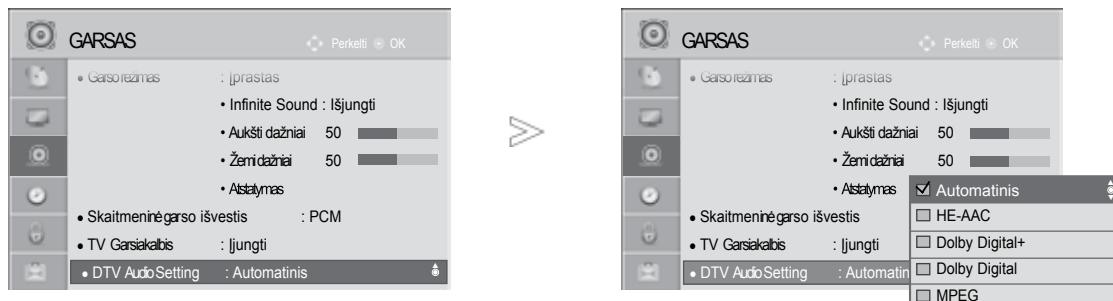 GARSAS
Perkelti OK
• Garso režimas : Įprastas
• Infinite Sound : Išjungti
• Aukšti dažniai 50
• Žemi dažniai 50
• Atstatymas
• Skaitmeninė garso išvestis : PCM
• TV Garsiakalbis : Įjungti
• DTV Audio Setting : Automatinis
GARSAS
Perkelti OK
• Garso režimas : Įprastas
• Infinite Sound : Išjungti
• Aukšti dažniai 50
• Žemi dažniai 50
• Atstatymas
• Skaitmeninė garso išvestis
• TV Garsiakalbis : Įjungti
• DTV Audio Setting : Automatin
Automatinis
HE-AAC
Dolby Digital+
Dolby Digital
MPEG